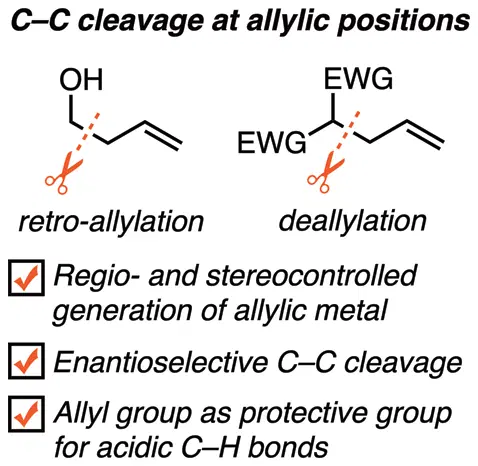 C–C cleavage at allylic positions
OH
EWG
EWG
retro-allylation
deallylation
Regio- and stereocontrolled
generation of allylic metal
Enantioselective C–C cleavage
Allyl group as protective group
for acidic C–H bonds